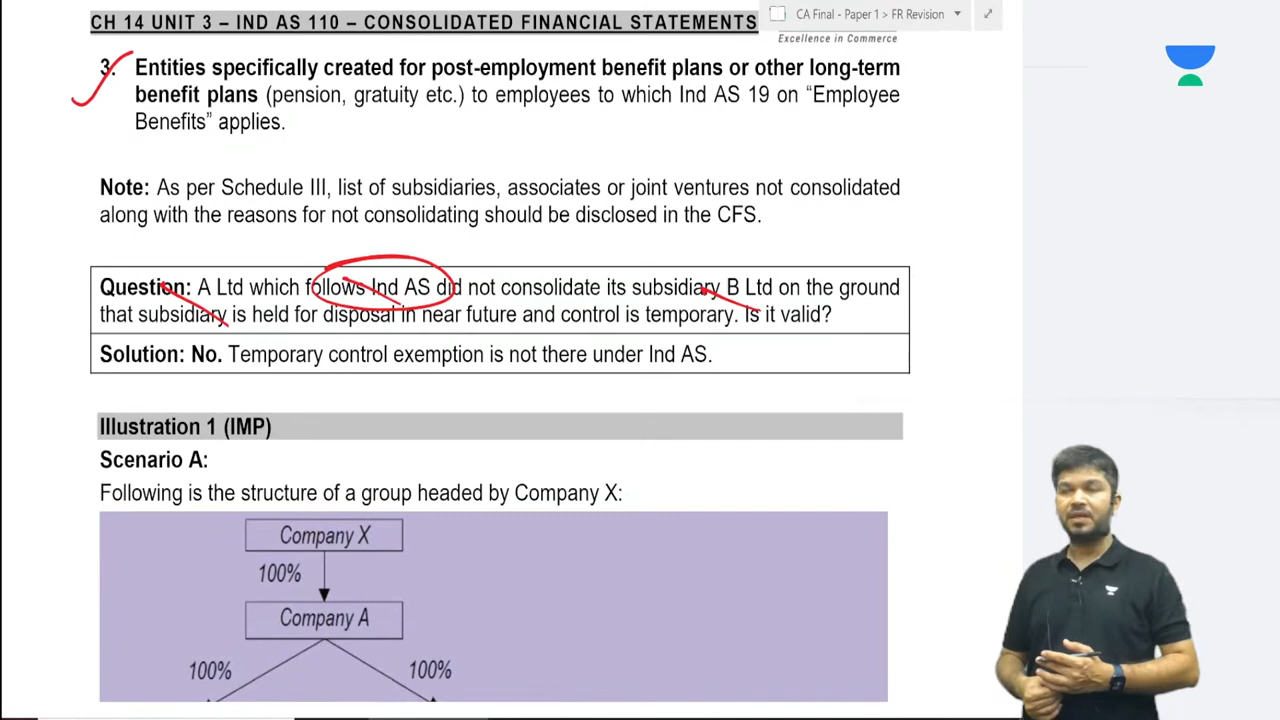 CH 14 UNIT 3 – IND AS 110 – CONSOLIDATED FINANCIAL STATEMENTS
CA Final - Paper 1 > FR Revision
Excellence in Commerce
3. Entities specifically created for post-employment benefit plans or other long-term
benefit plans (pension, gratuity etc.) to employees to which Ind AS 19 on “Employee
Benefits” applies.
Note: As per Schedule III, list of subsidiaries, associates or joint ventures not consolidated
along with the reasons for not consolidating should be disclosed in the CFS.
Question: A Ltd which follows Ind AS did not consolidate its subsidiary B Ltd on the ground
that subsidiary is held for disposal in near future and control is temporary. Is it valid?
Solution: No. Temporary control exemption is not there under Ind AS.
Illustration 1 (IMP)
Scenario A:
Following is the structure of a group headed by Company X:
Company X
100%
Company A
100% 100%